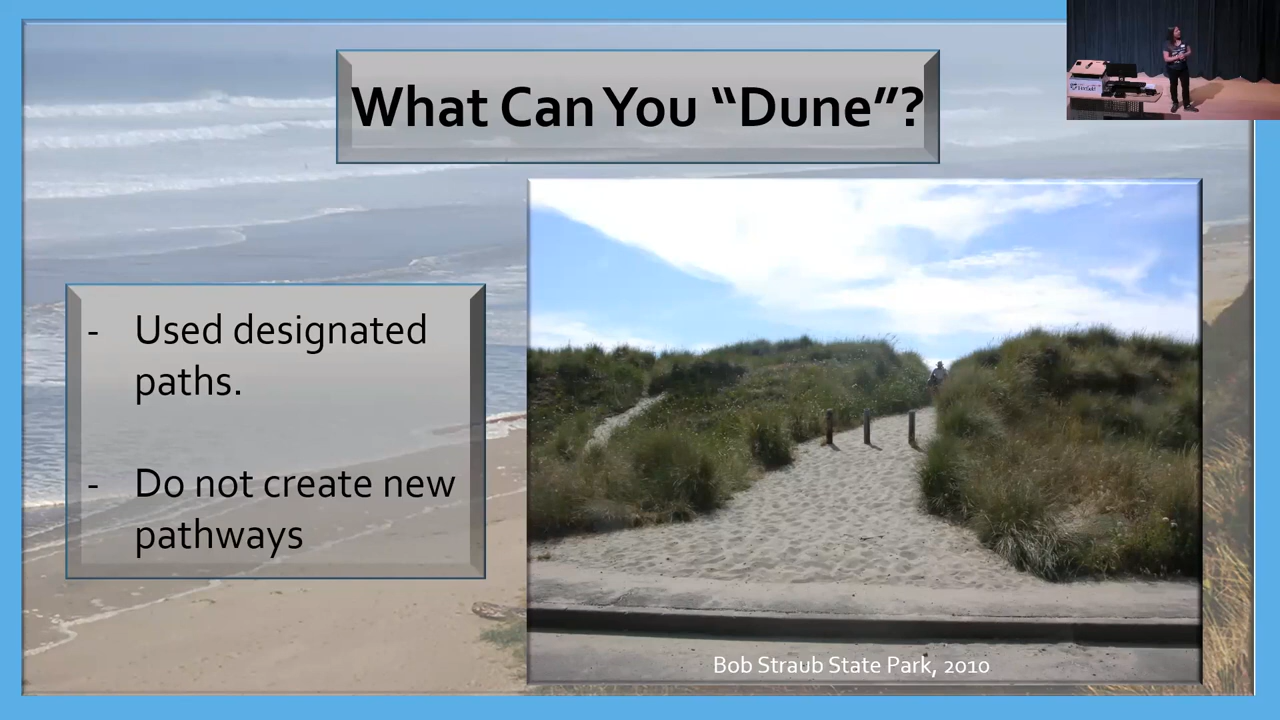 What Can You “Dune”?
- Used designated
paths.
- Do not create new
pathways
Bob Straub State Park, 2010